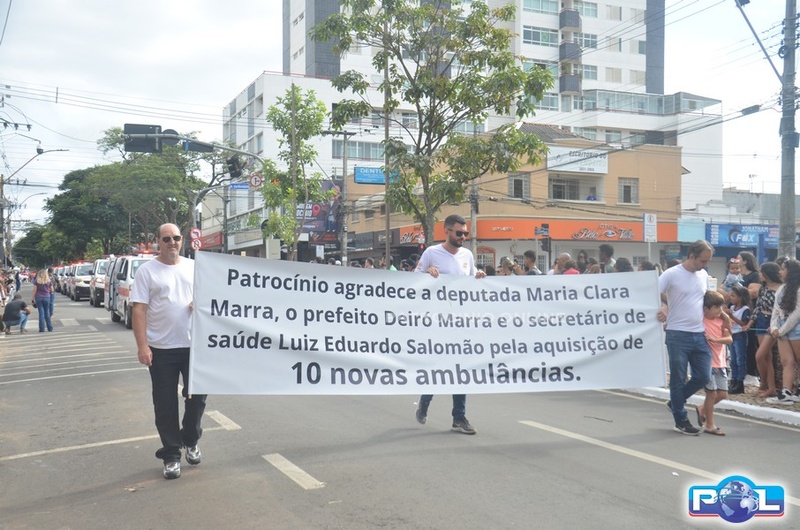 Patrocínio agradece a deputada Maria Clara
Marra, o prefeito Deiró Marra e o secretário de
saúde Luiz Eduardo Salomão pela aquisição de
10 novas ambulâncias.
POL